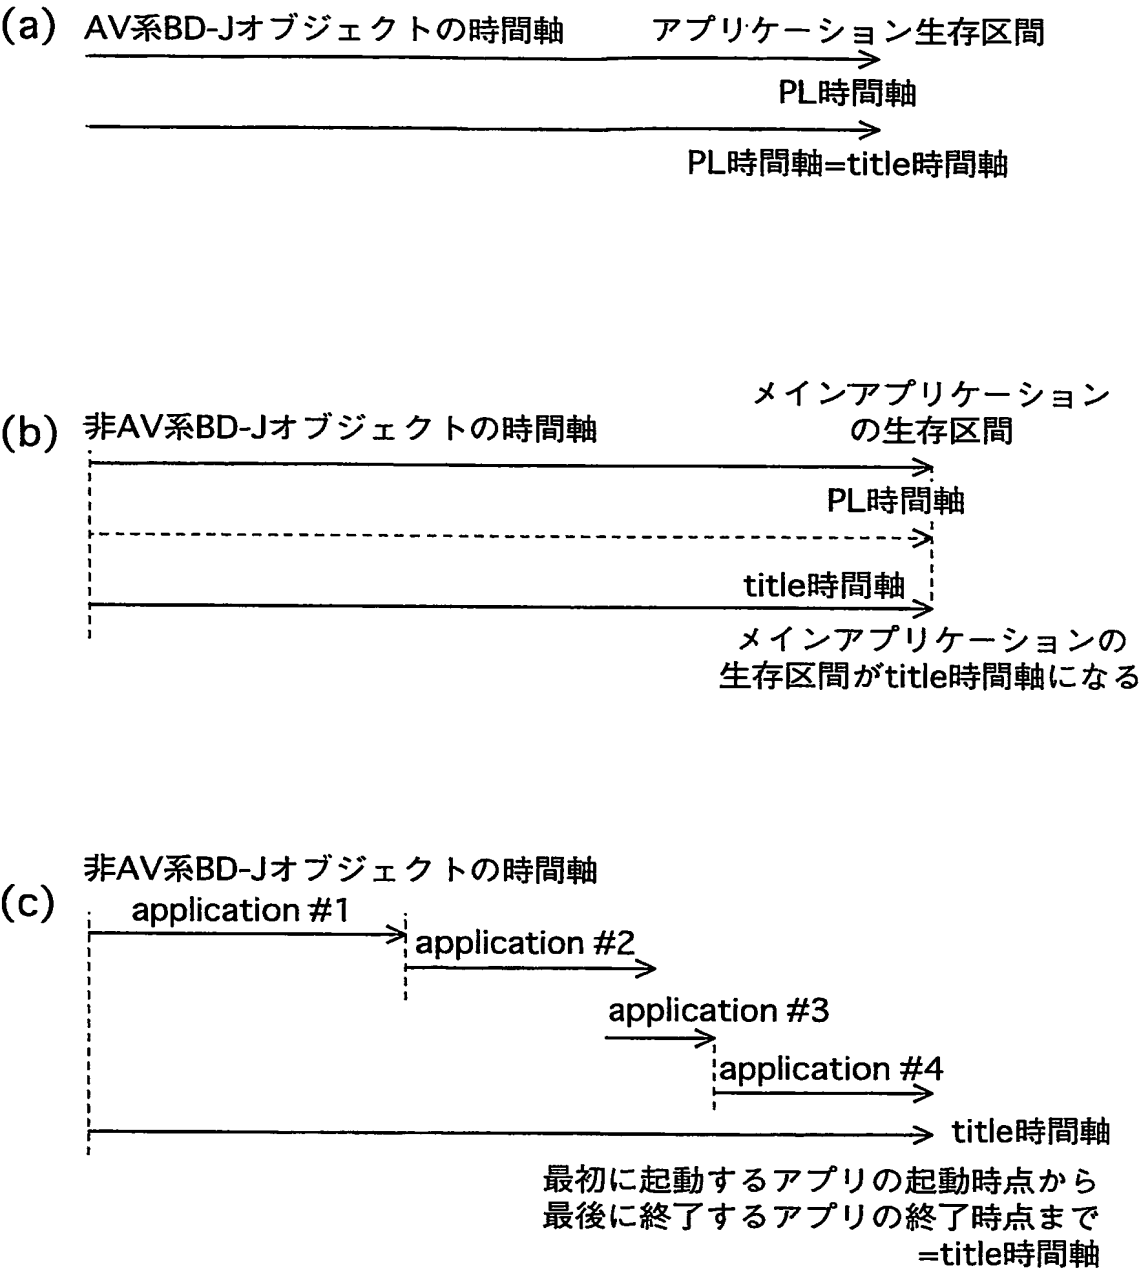 (a) AV系BD-Jオブジェクトの時間軸 アプリケーション生存区間
PL時間軸
PL時間軸=title時間軸
メインアプリケーション
(b) 非AV系BD-Jオブジェクトの時間軸 の生存区間
PL時間軸
title時間軸
メインアプリケーションの
生存区間がtitle時間軸になる
非AV系BD-Jオブジェクトの時間軸
(c)
application #1
application #2
application #3
application #4
title時間軸
最初に起動するアプリの起動時点から
最後に終了するアプリの終了時点まで
=title時間軸